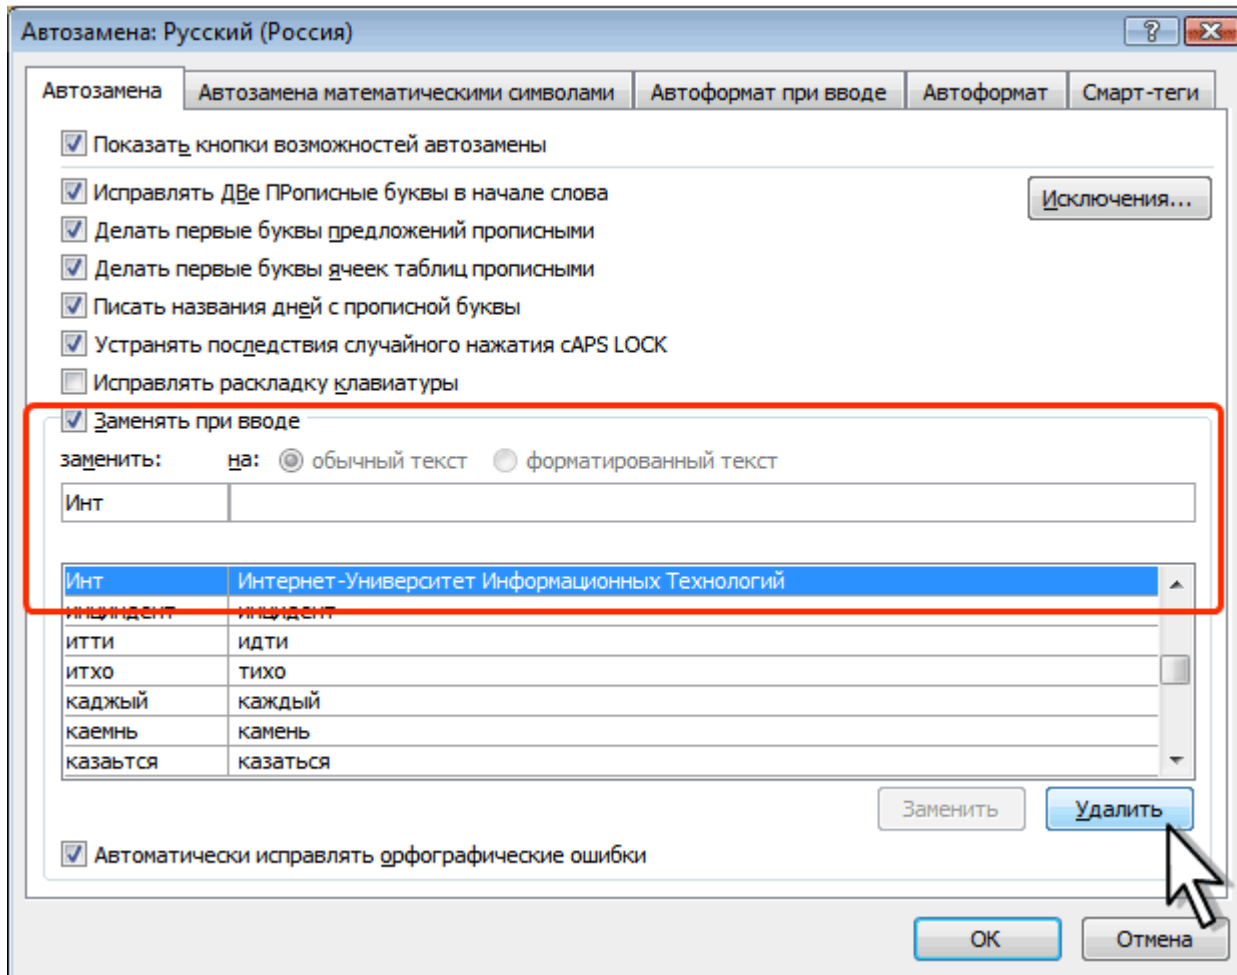 Автозамена: Русский (Россия)
Автозамена Автозамена математическими символами Автоформат при вводе Автоформат Смарт-теги
Показать кнопки возможностей автозамены
Исправлять ДВе ПРописные буквы в начале слова
Исключения...
Делать первые буквы предложений прописными
Делать первые буквы ячеек таблиц прописными
Писать названия дней с прописной буквы
Устранять последствия случайного нажатия cAPS LOCK
Исправлять раскладку клавиатуры
Заменять при вводе
заменить: на: обычный текст форматированный текст
Инт
Инт Интернет-Университет Информационных Технологий
инциндент инцидент
итти идти
итхо тихо
каджый каждый
каемнь камень
казаьтся казаться
Заменить Удалить
Автоматически исправлять орфографические ошибки
ОК Отмена